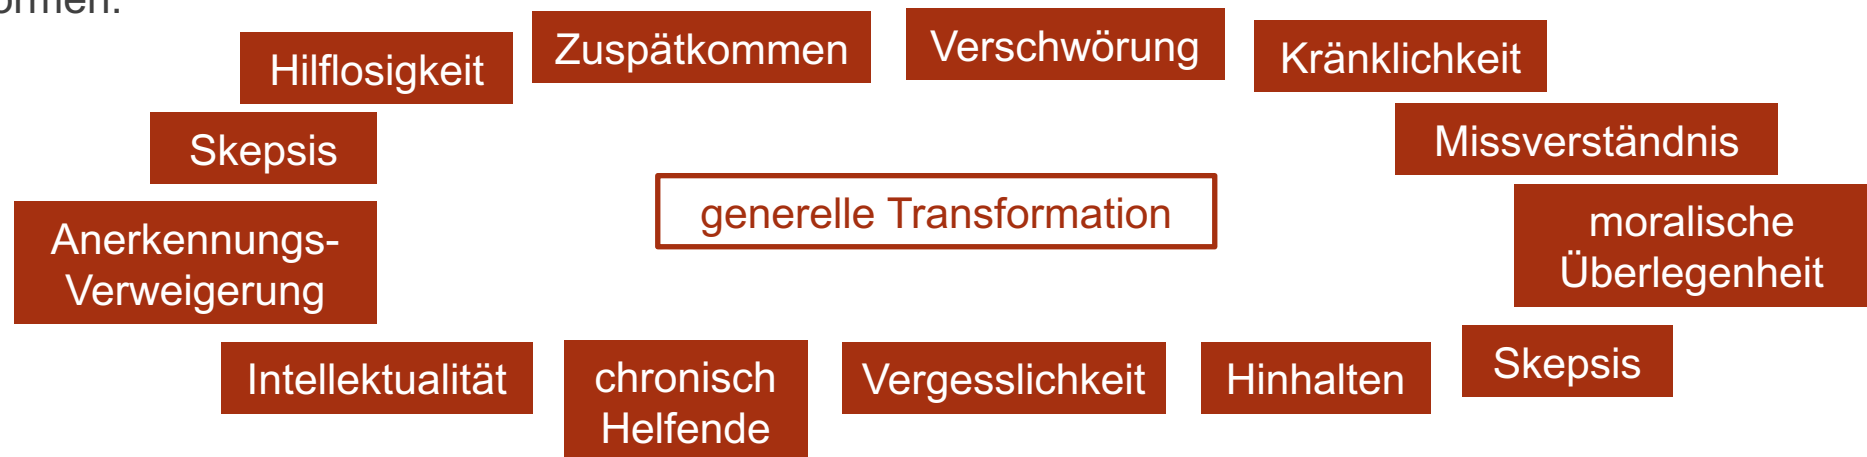 Zuspätkommen
Verschwörung
Kränklichkeit
Hilflosigkeit
Missverständnis
Skepsis
generelle Transformation
moralische
Überlegenheit
Anerkennungs-
Verweigerung
Skepsis
Intellektualität
chronisch
Helfende
Vergesslichkeit
Hinhalten